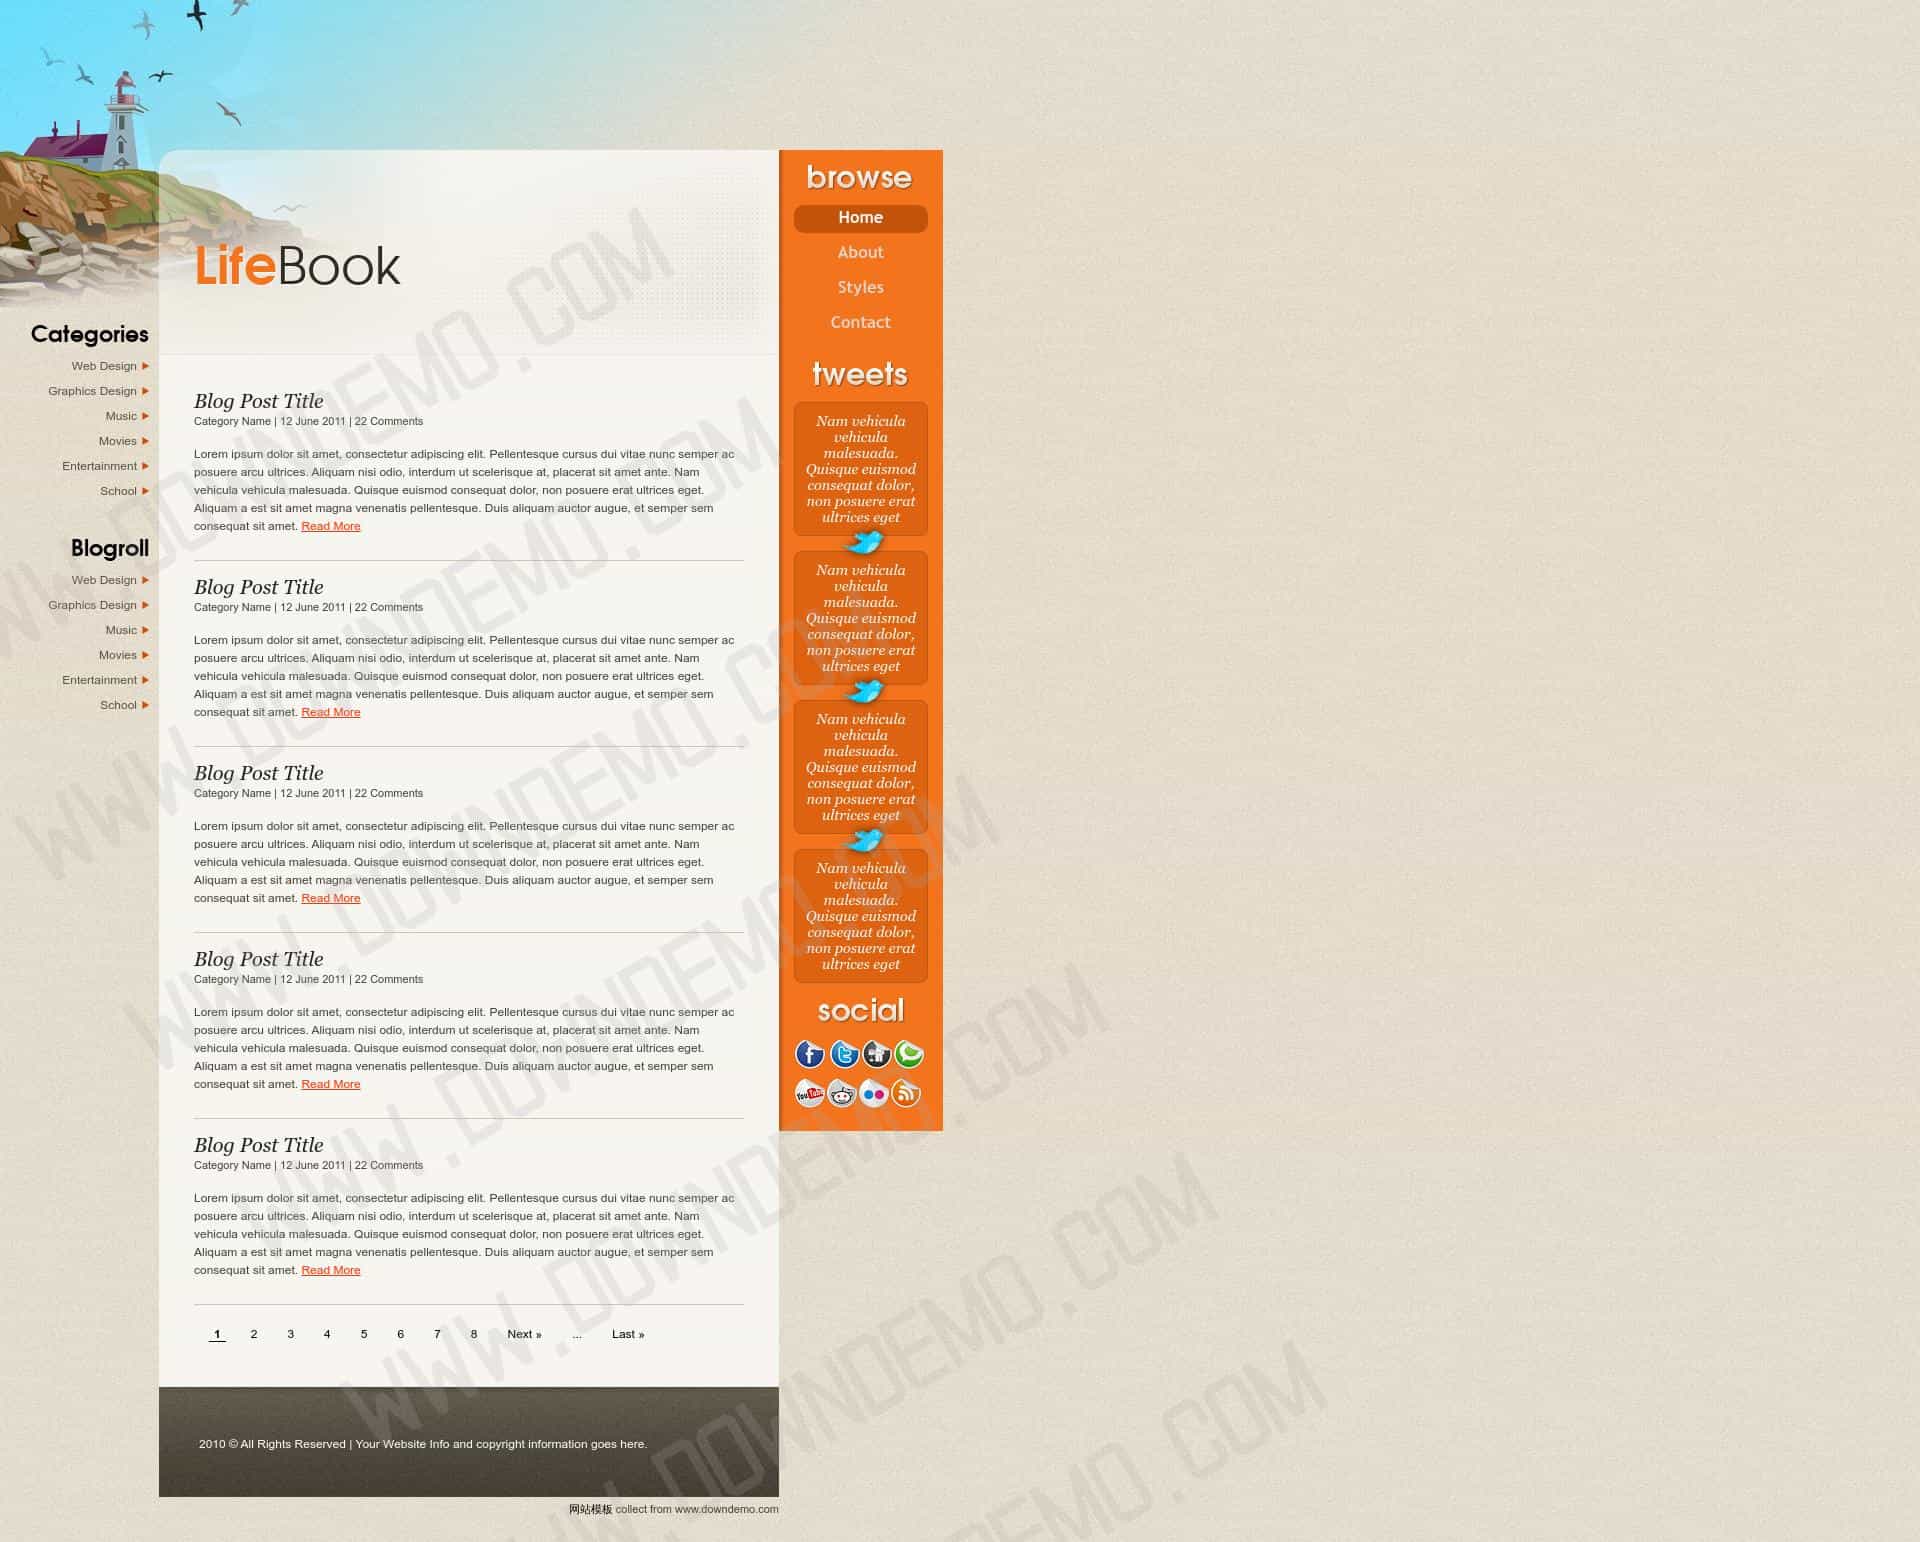 LifeBook
Categories
Web Design
Graphics Design
Music
Movies
Entertainment
School
Blogroll
Web Design
Graphics Design
Music
Movies
Entertainment
School
Blog Post Title
Category Name | 12 June 2011 | 22 Comments
Lorem ipsum dolor sit amet, consectetur adipiscing elit. Pellentesque cursus dui vitae nunc semper ac
posuere arcu ultrices. Aliquam nisi odio, interdum ut scelerisque at, placerat sit amet ante. Nam
vehicula vehicula malesuada. Quisque euismod consequat dolor, non posuere erat ultrices eget.
Aliquam a est sit amet magna venenatis pellentesque. Duis aliquam auctor augue, et semper sem
consequat sit amet. Read More
Blog Post Title
Category Name | 12 June 2011 | 22 Comments
Lorem ipsum dolor sit amet, consectetur adipiscing elit. Pellentesque cursus dui vitae nunc semper ac
posuere arcu ultrices. Aliquam nisi odio, interdum ut scelerisque at, placerat sit amet ante. Nam
vehicula vehicula malesuada. Quisque euismod consequat dolor, non posuere erat ultrices eget.
Aliquam a est sit amet magna venenatis pellentesque. Duis aliquam auctor augue, et semper sem
consequat sit amet. Read More
Blog Post Title
Category Name | 12 June 2011 | 22 Comments
Lorem ipsum dolor sit amet, consectetur adipiscing elit. Pellentesque cursus dui vitae nunc semper ac
posuere arcu ultrices. Aliquam nisi odio, interdum ut scelerisque at, placerat sit amet ante. Nam
vehicula vehicula malesuada. Quisque euismod consequat dolor, non posuere erat ultrices eget.
Aliquam a est sit amet magna venenatis pellentesque. Duis aliquam auctor augue, et semper sem
consequat sit amet. Read More
Blog Post Title
Category Name | 12 June 2011 | 22 Comments
Lorem ipsum dolor sit amet, consectetur adipiscing elit. Pellentesque cursus dui vitae nunc semper ac
posuere arcu ultrices. Aliquam nisi odio, interdum ut scelerisque at, placerat sit amet ante. Nam
vehicula vehicula malesuada. Quisque euismod consequat dolor, non posuere erat ultrices eget.
Aliquam a est sit amet magna venenatis pellentesque. Duis aliquam auctor augue, et semper sem
consequat sit amet. Read More
Blog Post Title
Category Name | 12 June 2011 | 22 Comments
Lorem ipsum dolor sit amet, consectetur adipiscing elit. Pellentesque cursus dui vitae nunc semper ac
posuere arcu ultrices. Aliquam nisi odio, interdum ut scelerisque at, placerat sit amet ante. Nam
vehicula vehicula malesuada. Quisque euismod consequat dolor, non posuere erat ultrices eget.
Aliquam a est sit amet magna venenatis pellentesque. Duis aliquam auctor augue, et semper sem
consequat sit amet. Read More
1 2 3 4 5 6 7 8 Next » ... Last »
browse
Home
About
Styles
Contact
tweets
Nam vehicula
vehicula
malesuada.
Quisque euismod
consequat dolor,
non posuere erat
ultrices eget
Nam vehicula
vehicula
malesuada.
Quisque euismod
consequat dolor,
non posuere erat
ultrices eget
Nam vehicula
vehicula
malesuada.
Quisque euismod
consequat dolor,
non posuere erat
ultrices eget
Nam vehicula
vehicula
malesuada.
Quisque euismod
consequat dolor,
non posuere erat
ultrices eget
social
YouTube
2010 © All Rights Reserved | Your Website Info and copyright information goes here.
网站模板 collect from www.downdemo.com
WWW.DOWNDEMO.COM
WWW.DOWNDEMO.COM
WWW.DOWNDEMO.COM
WWW.DOWNDEMO.COM
WWW.DOWNDEMO.COM
WWW.DOWNDEMO.COM